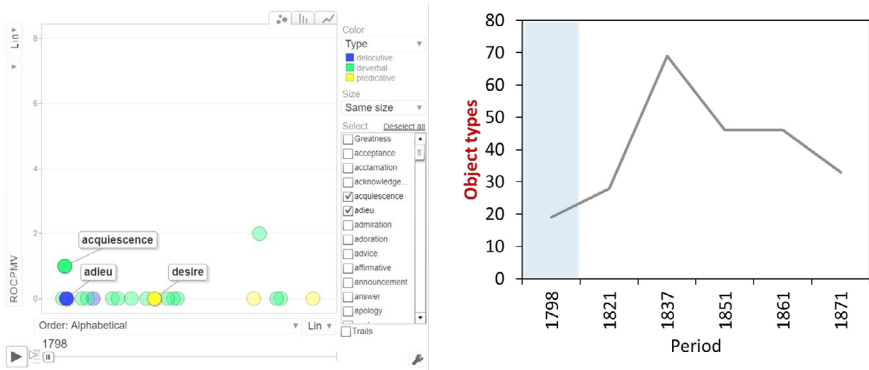 Lin
ROCPMV
8
6
4
2
0
acquiescence
adieu
desire
Order: Alphabetical
Lin
1798
Color
Type
delocutive
deverbal
predicative
Size
Same size
Select Deselect all
Greatness
acceptance
acclamation
acknowledge...
acquiescence
adieu
admiration
adoration
advice
affirmative
announcement
answer
apology
Trails
Object types
80
70
60
50
40
30
20
10
0
1798 1821 1837 1851 1861 1871
Period